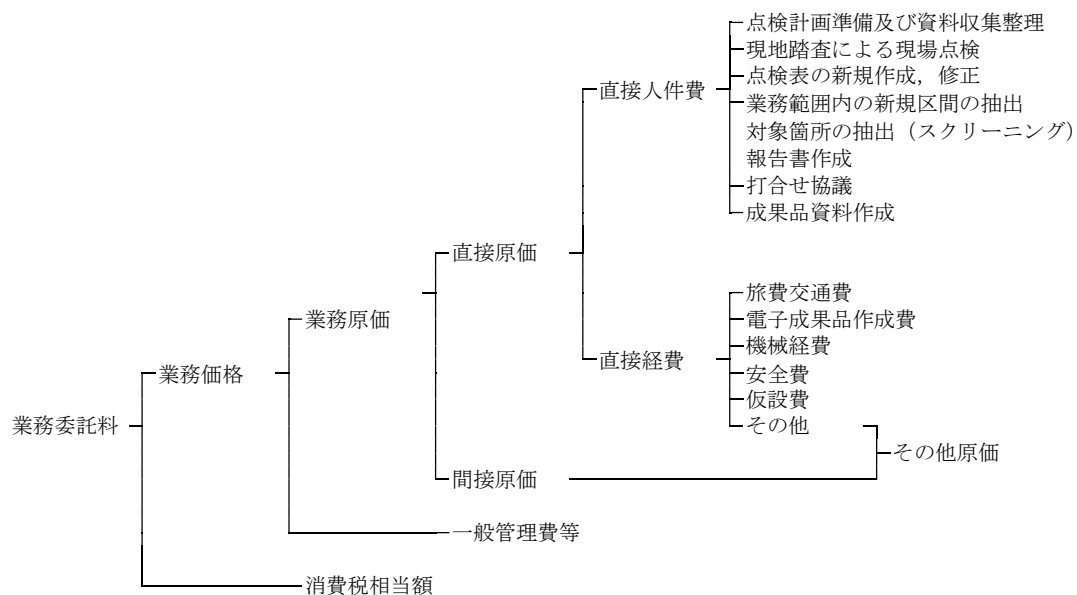 点検計画準備及び資料収集整理
現地踏査による現場点検
点検表の新規作成，修正
直接人件費
業務範囲内の新規区間の抽出
対象箇所の抽出（スクリーニング）
報告書作成
打合せ協議
成果品資料作成
直接原価
旅費交通費
業務原価
電子成果品作成費
機械経費
直接経費
業務価格
安全費
仮設費
業務委託料
その他
その他原価
間接原価
一般管理費等
消費税相当額